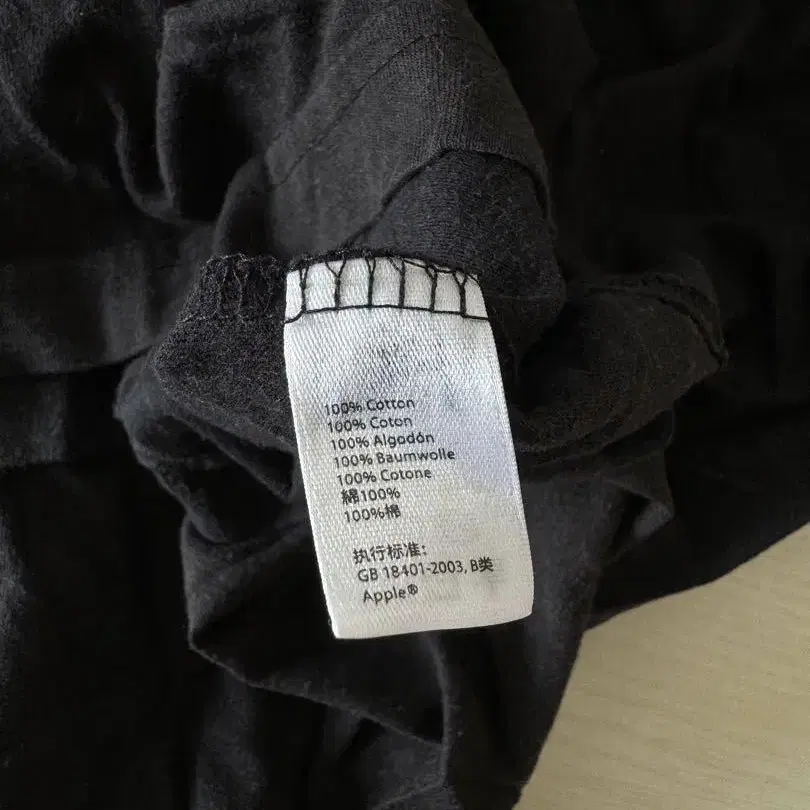 100% Cotton
100% Coton
100% Algodón
100% Baumwolle
100% Cotone
綿100%
100%棉
执行标准:
GB 18401-2003, B类
Apple®